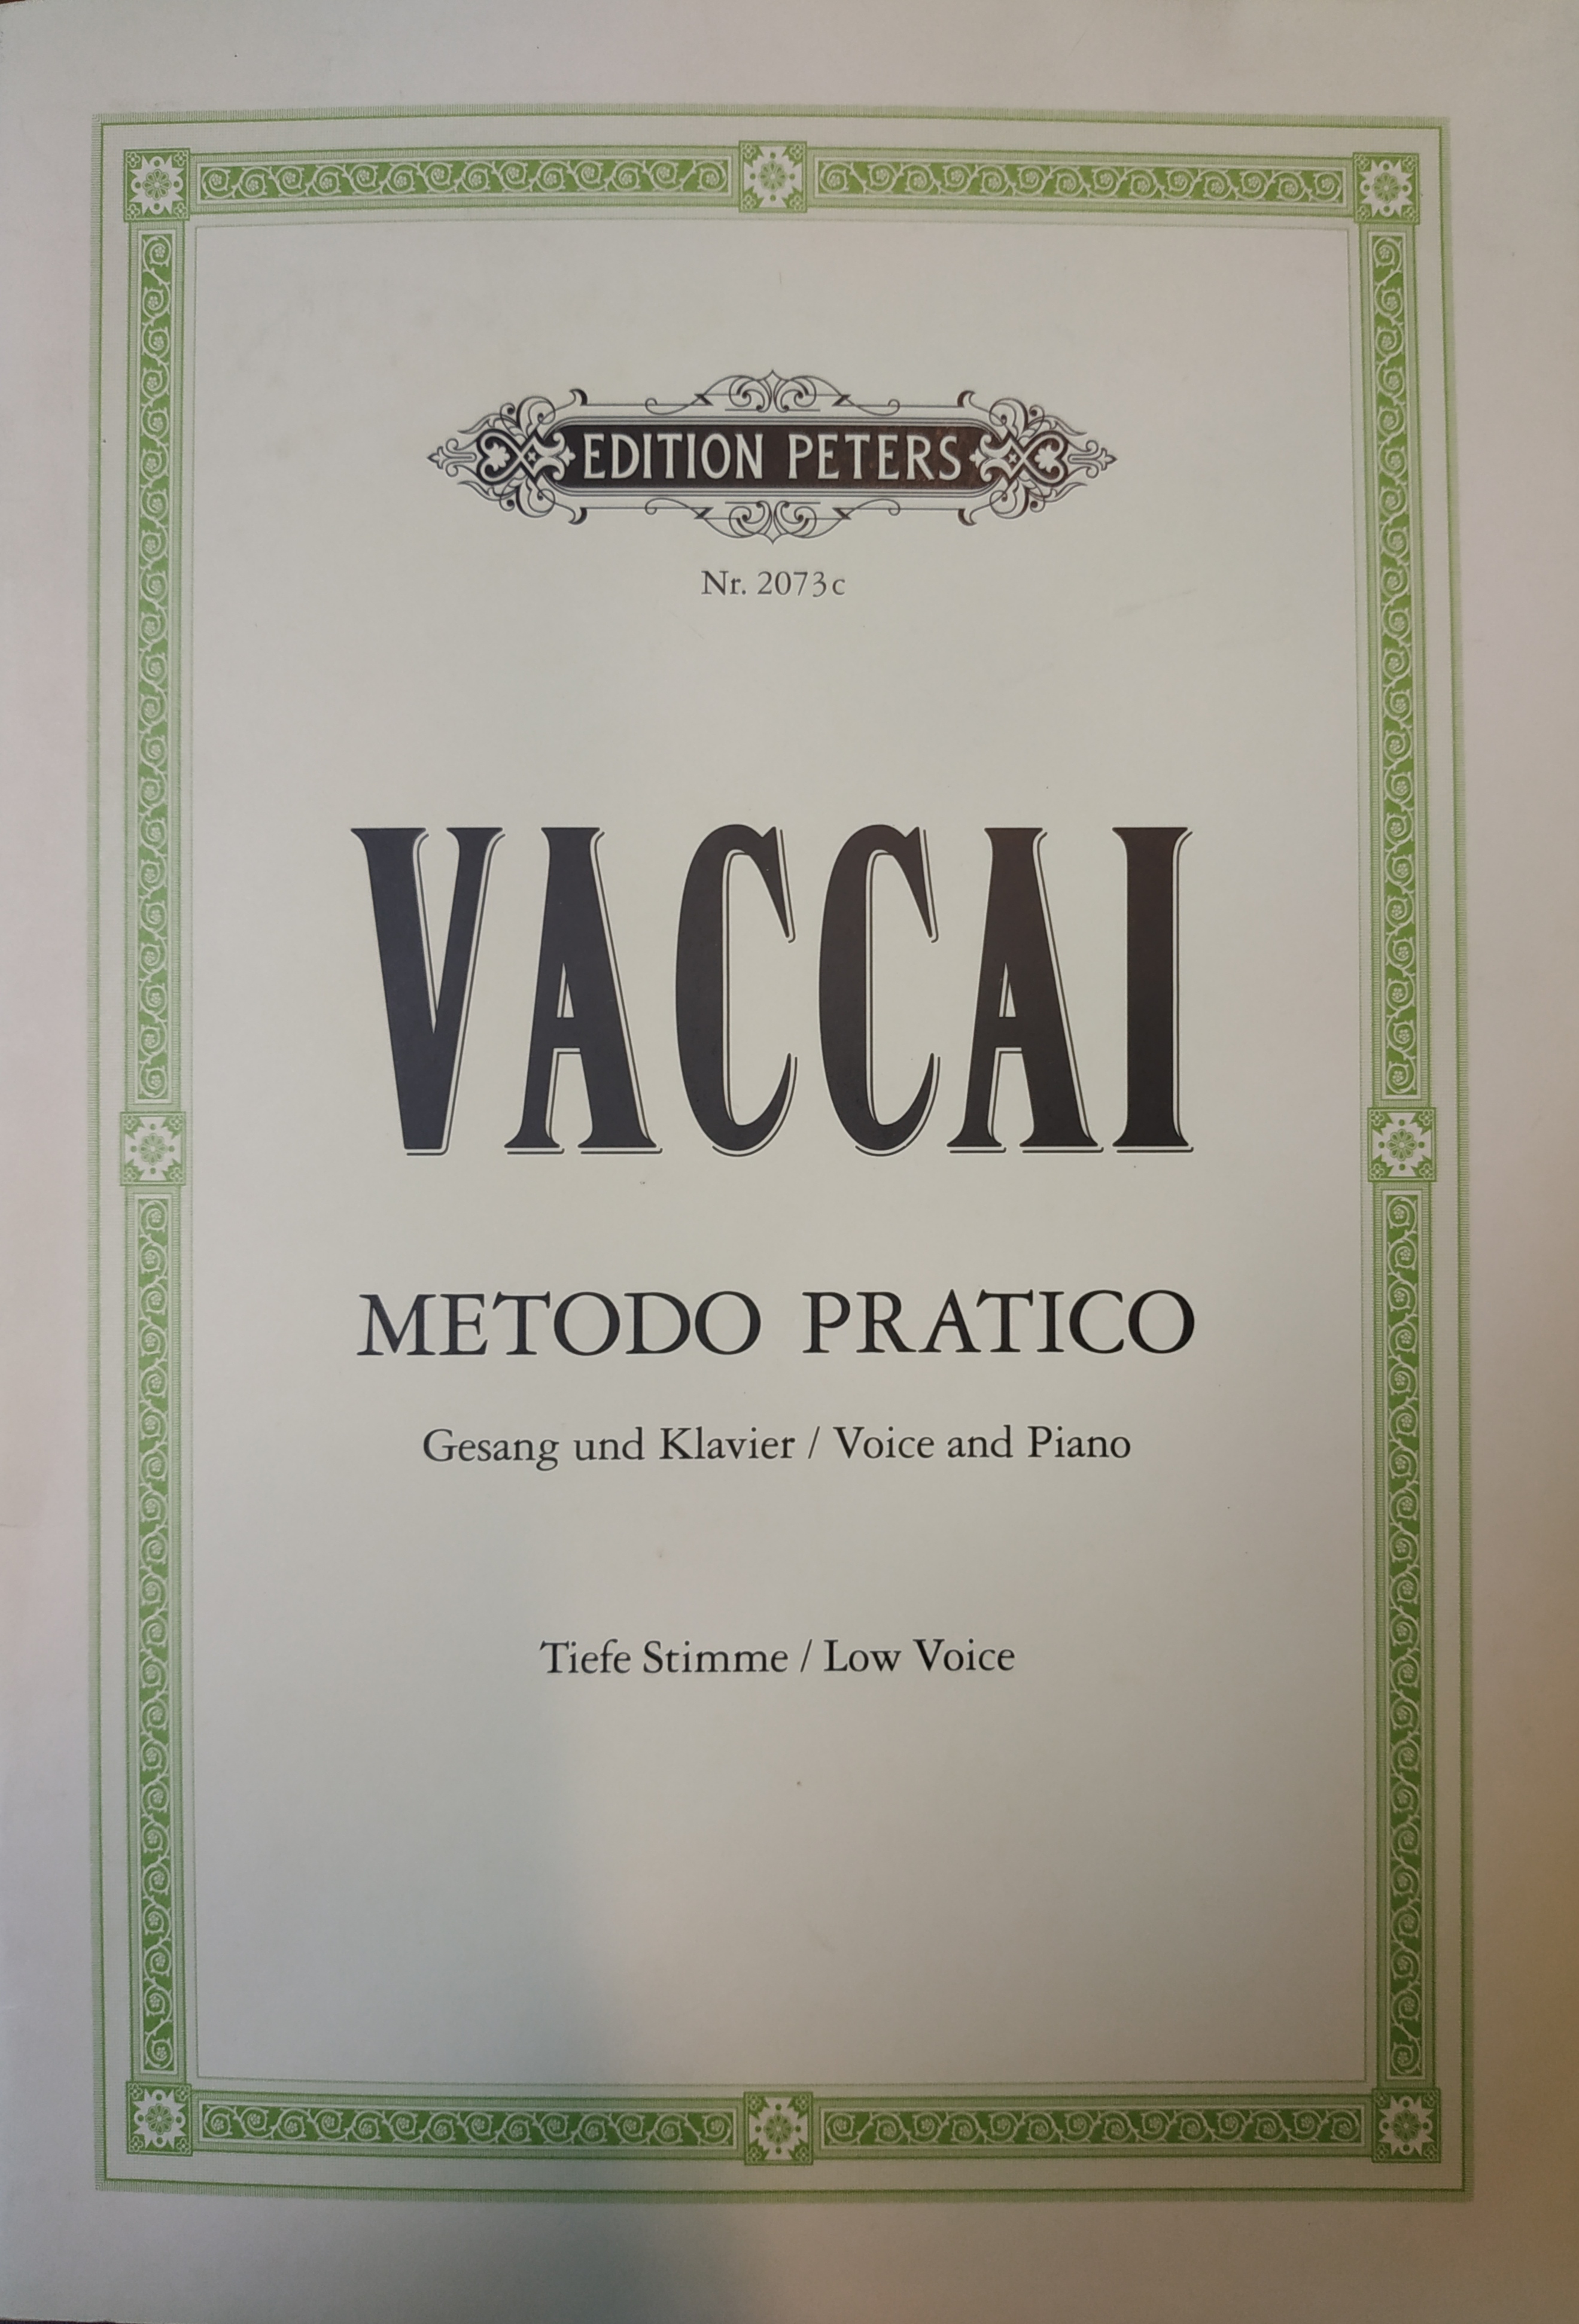 EDITION PETERS
Nr. 2073c
VACCAI
METODO PRATICO
Gesang und Klavier / Voice and Piano
Tiefe Stimme / Low Voice